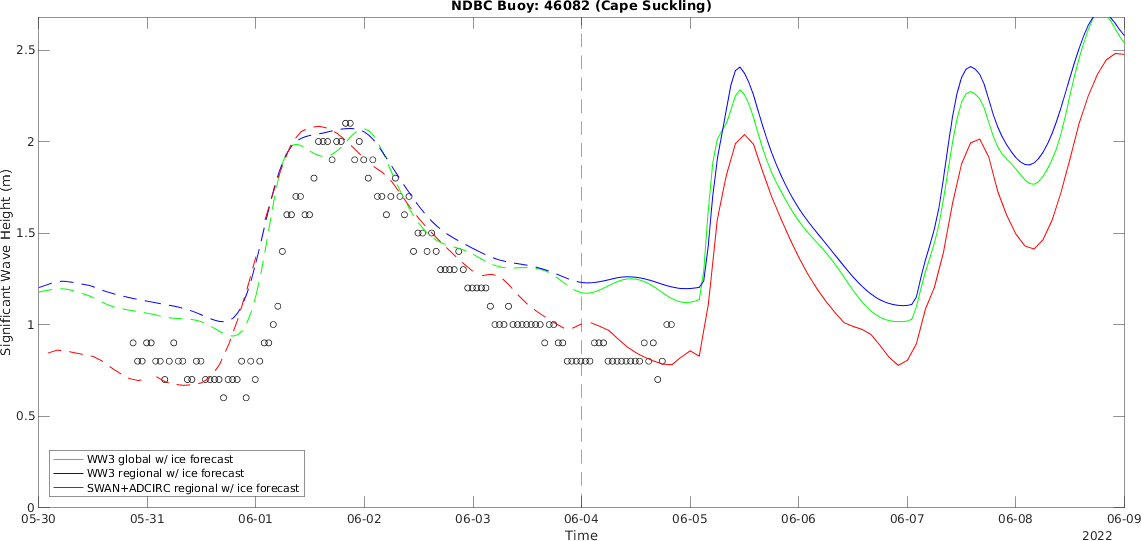 NDBC Buoy: 46082 (Cape Suckling)
Significant Wave Height (m)
2.5
2
1.5
1
0.5
0
WW3 global w/ ice forecast
WW3 regional w/ ice forecast
SWAN+ADCIRC regional w/ ice forecast
05-30 05-31 06-01 06-02 06-03 06-04 06-05 06-06 06-07 06-08 06-09
Time
2022